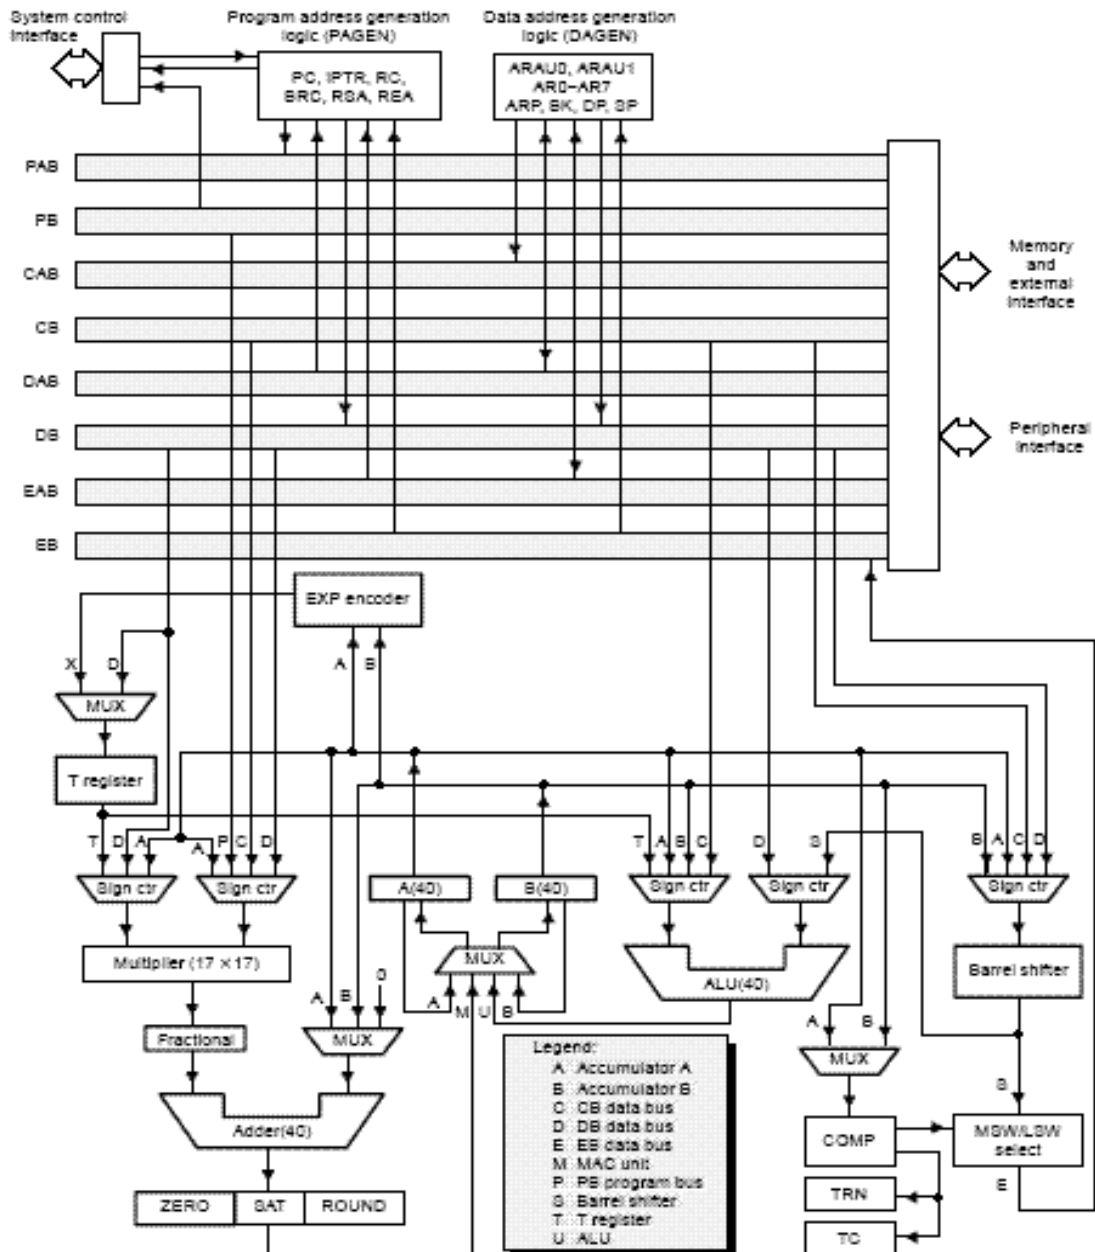 System control
interface
Program address generation
logic (PAGEN)
Data address generation
logic (DAGEN)
PC, IPTR, RC,
BRC, RSA, REA
ARAU0, ARAU1
AR0–AR7
ARP, BK, DP, SP
PAB
PB
CAB
CB
DAB
DB
EAB
EB
Memory
and
external
interface
Peripheral
interface
EXP encoder
X
D
A
B
MUX
T register
T
D
A
A
P
C
D
T
A
B
C
D
S
B
A
C
D
Sign ctr
Sign ctr
A(40)
B(40)
Sign ctr
Sign ctr
Sign ctr
Multiplier (17 × 17)
MUX
ALU(40)
Barrel shifter
A
B
0
A
M
U
B
A
B
Fractional
MUX
MUX
S
Adder(40)
COMP
MSW/LSW
select
E
ZERO
SAT
ROUND
TRN
TC
Legend:
A Accumulator A
B Accumulator B
C CB data bus
D DB data bus
E EB data bus
M MAC unit
P PB program bus
S Barrel shifter
T T register
U ALU